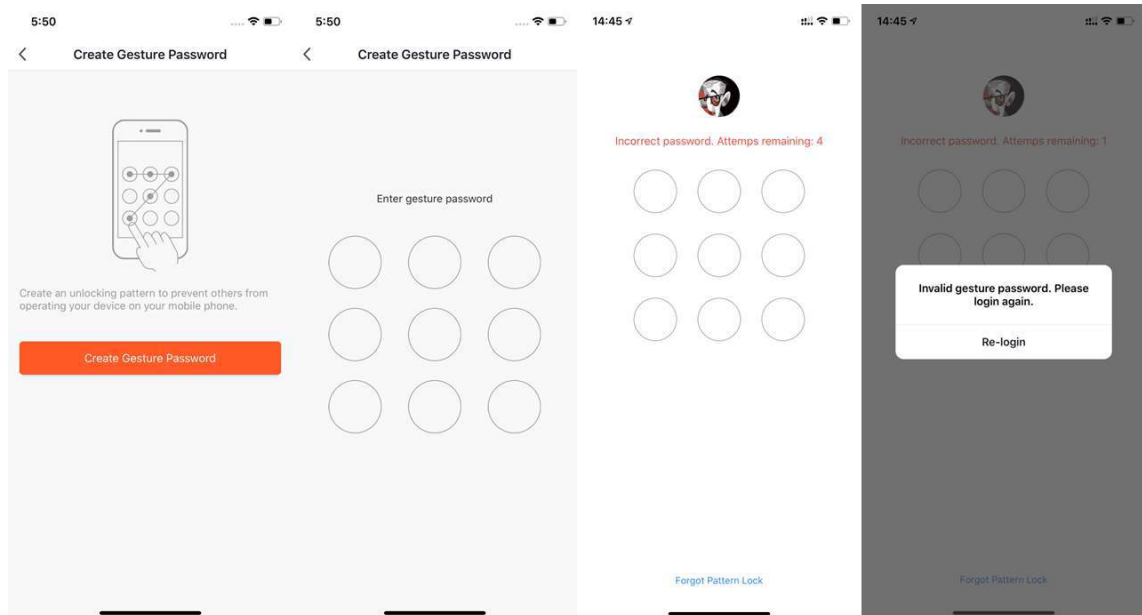 5:50
Create Gesture Password
Create an unlocking pattern to prevent others from
operating your device on your mobile phone.
Create Gesture Password
5:50
Create Gesture Password
Enter gesture password
14:45
Incorrect password. Attemps remaining: 4
Forgot Pattern Lock
14:45
Incorrect password. Attemps remaining: 1
Invalid gesture password. Please
login again.
Re-login
Forgot Pattern Lock